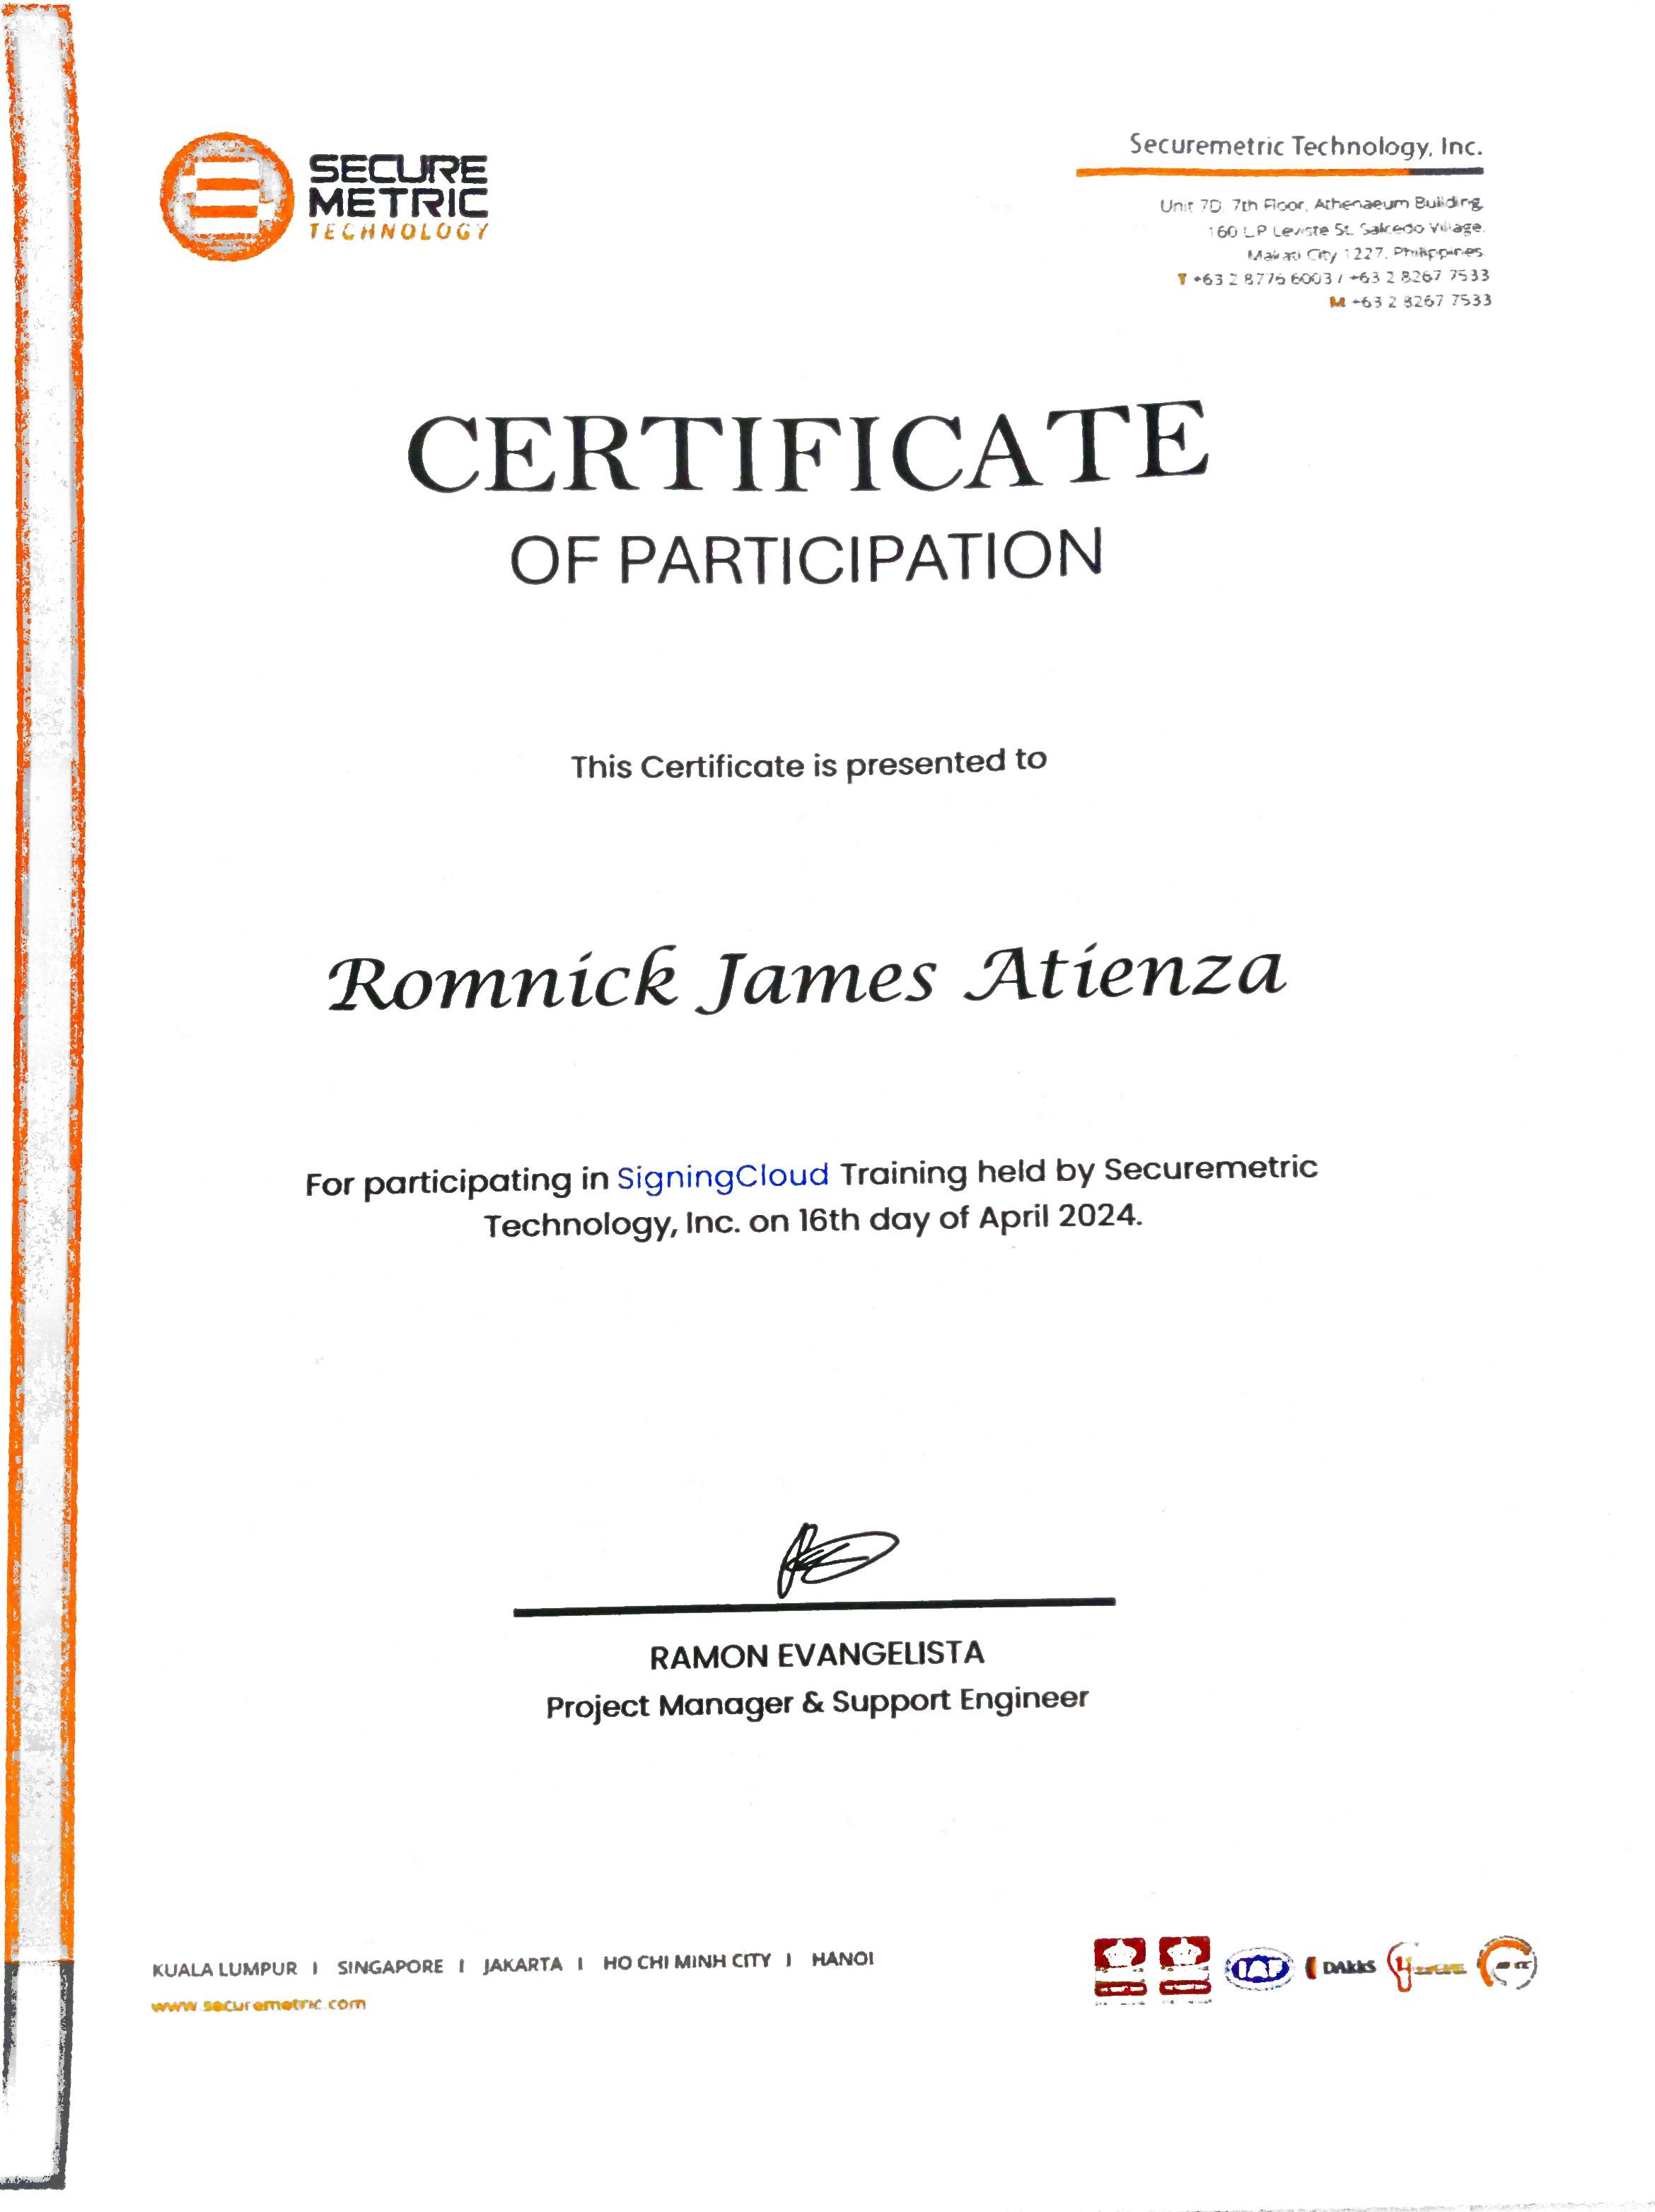 SECURE
METRIC
TECHNOLOGY
Securemetric Technology, Inc.
Unit 7D, 7th Floor, Athenaeum Building,
160 LP Leviste St. Salcedo Village,
Makati City 1227, Philippines
T +63 2 8776 6003 / +63 2 8267 7533
M +63 2 8267 7533
CERTIFICATE
OF PARTICIPATION
This Certificate is presented to
Romnick James Atienza
For participating in SigningCloud Training held by Securemetric
Technology, Inc. on 16th day of April 2024.
RAMON EVANGELISTA
Project Manager & Support Engineer
KUALA LUMPUR I SINGAPORE I JAKARTA I HO CHI MINH CITY I HANOI
www.securemetric.com
IAF
DAkkS